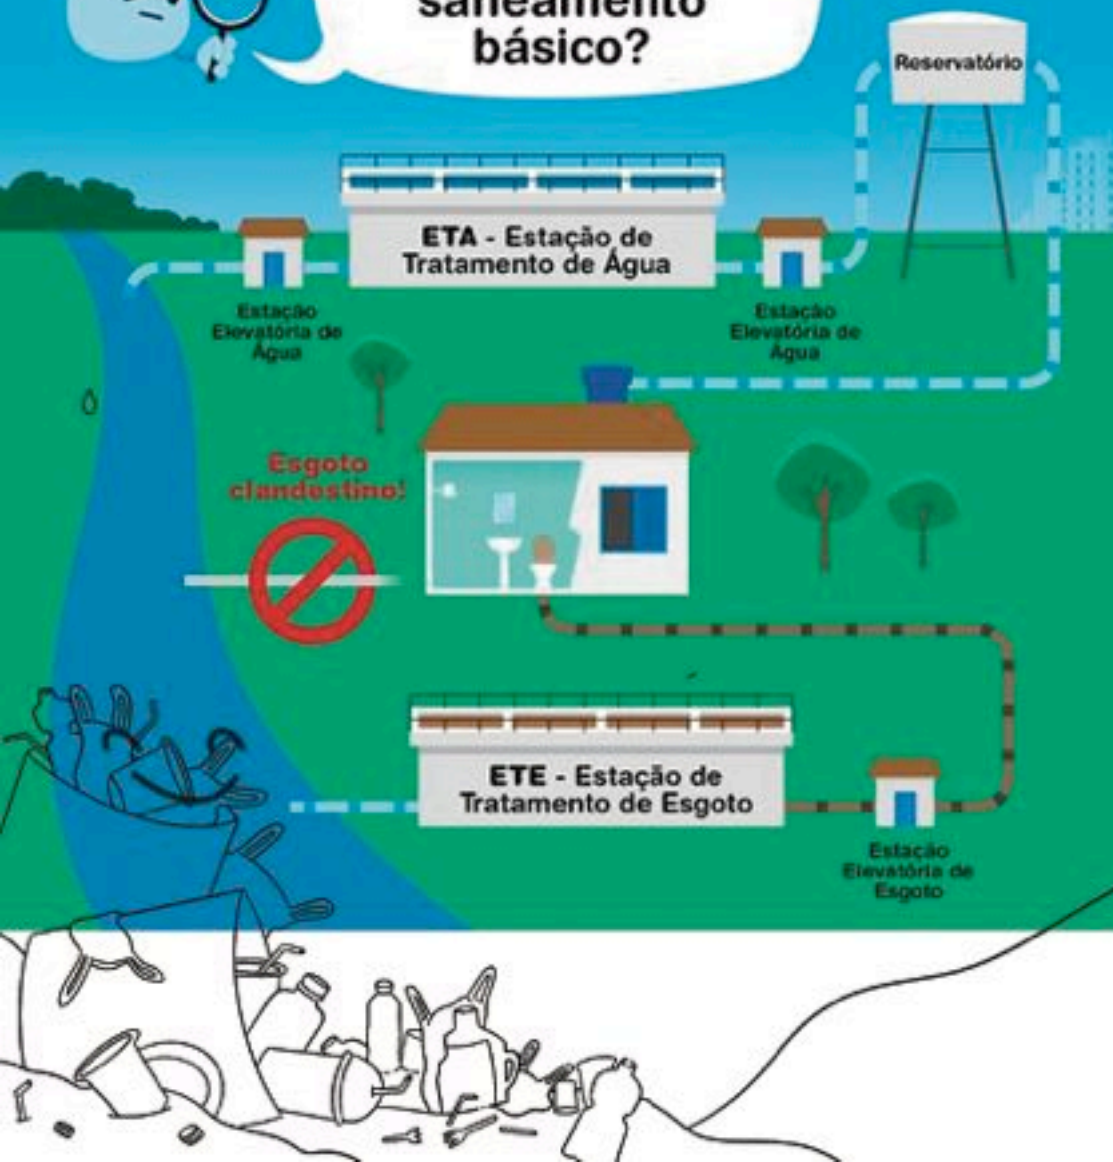 saneamento
básico?
Reservatório
ETA - Estação de
Tratamento de Água
Estação
Elevatória de
Água
Estação
Elevatória de
Água
Esgoto
clandestino!
ETE - Estação de
Tratamento de Esgoto
Estação
Elevatória de
Esgoto